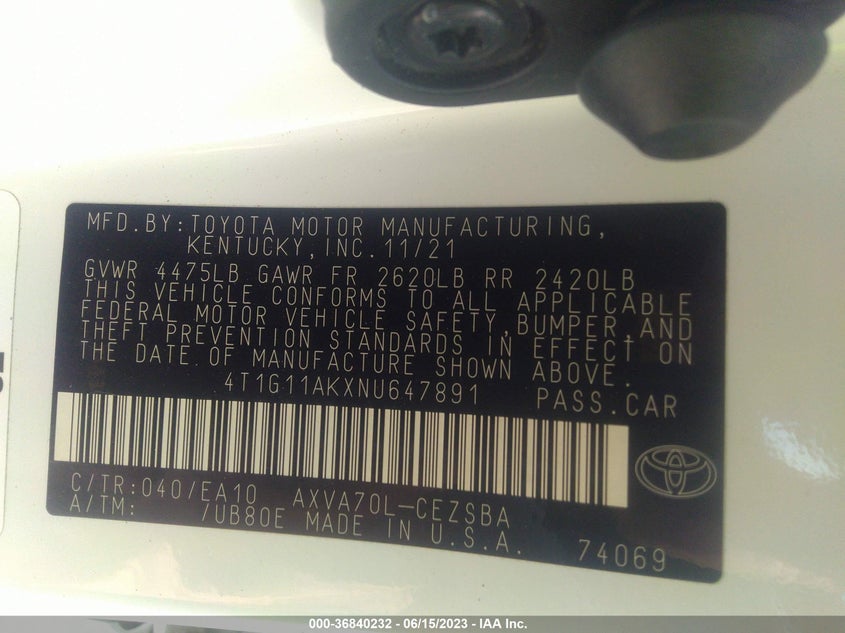 MFD.BY:TOYOTA MOTOR MANUFACTURING,
KENTUCKY,INC.11/21
GVWR 4475LB GAWR FR 2620LB RR 2420LB
THIS VEHICLE CONFORMS TO ALL APPLICABLE
FEDERAL MOTOR VEHICLE SAFETY,BUMPER,AND
THEFT PREVENTION STANDARDS IN EFFECT ON
THE DATE OF MANUFACTURE SHOWN ABOVE.
4T1G11AKXNU647891 PASS.CAR
C/TR:040/EA10 AXVA70L-CEZSBA
A/TM: /UB80E MADE IN U.S.A. 74069
000-36840232 - 06/15/2023 - IAA Inc.